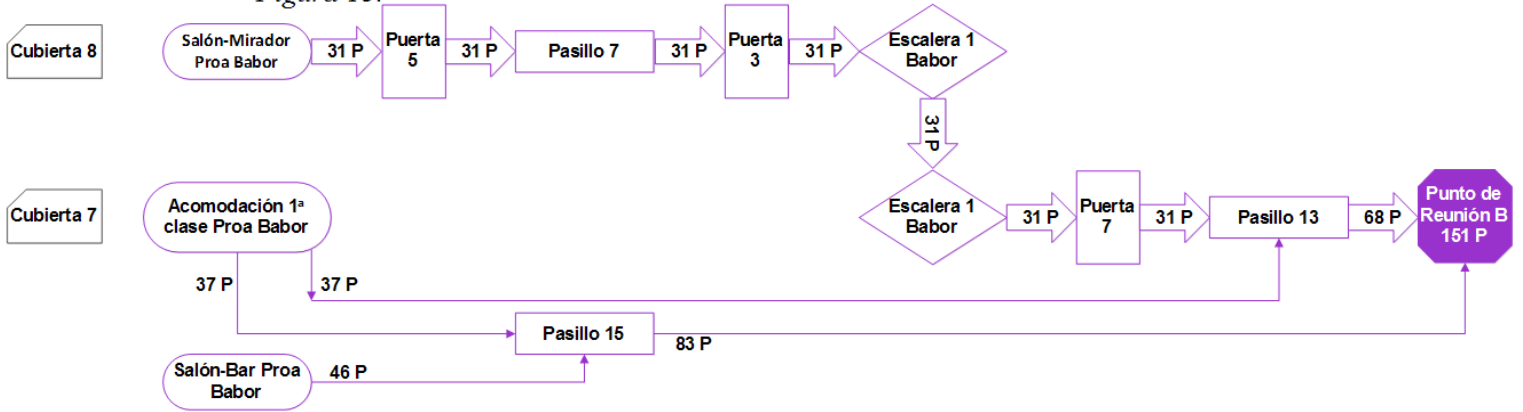 Figura 15.
Cubierta 8
Salón-Mirador
Proa Babor
31 P
Puerta
5
31 P
Pasillo 7
31 P
Puerta
3
31 P
Escalera 1
Babor
31 P
Cubierta 7
Acomodación 1ª
clase Proa Babor
Escalera 1
Babor
31 P
Puerta
7
31 P
Pasillo 13
68 P
Punto de
Reunión B
151 P
37 P
37 P
Pasillo 15
83 P
Salón-Bar Proa
Babor
46 P